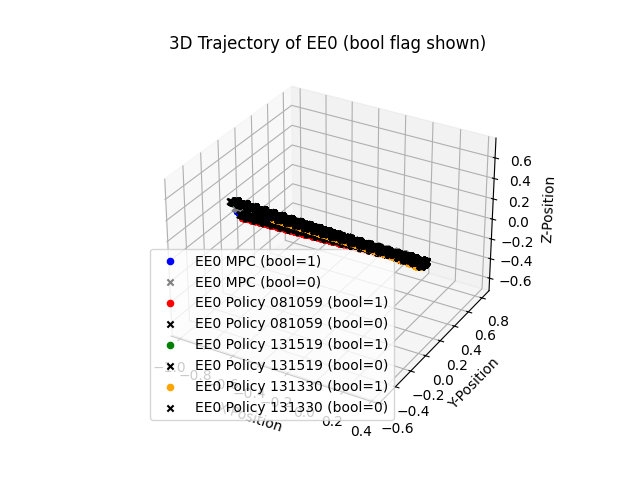 3D Trajectory of EE0 (bool flag shown)
0.6
0.4
0.2
0.0
−0.2
−0.4
−0.6
Z-Position
EE0 MPC (bool=1)
EE0 MPC (bool=0)
EE0 Policy 081059 (bool=1)
EE0 Policy 081059 (bool=0)
EE0 Policy 131519 (bool=1)
EE0 Policy 131519 (bool=0)
EE0 Policy 131330 (bool=1)
EE0 Policy 131330 (bool=0)
0.8
0.6
0.4
0.2
0.0
−0.2
−0.4
−0.6
Y-Position
−0.8
0.0
0.2
0.4